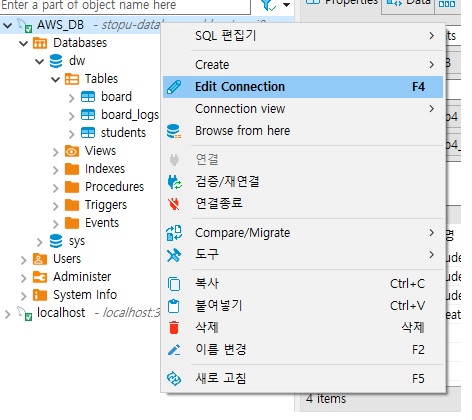 Enter a part of object name here
Properties
Data
AWS_DB - stopu-data
SQL 편집기
Databases
dw
Create
Tables
Edit Connection F4
board
Connection view
board_logs
Browse from here
students
Views
연결
Indexes
검증/재연결
Procedures
연결종료
Triggers
Events
Compare/Migrate
sys
도구
Users
Administer
복사 Ctrl+C
System Info
붙여넣기 Ctrl+V
localhost - localhost:3
삭제 삭제
이름 변경 F2
새로 고침 F5
4 items